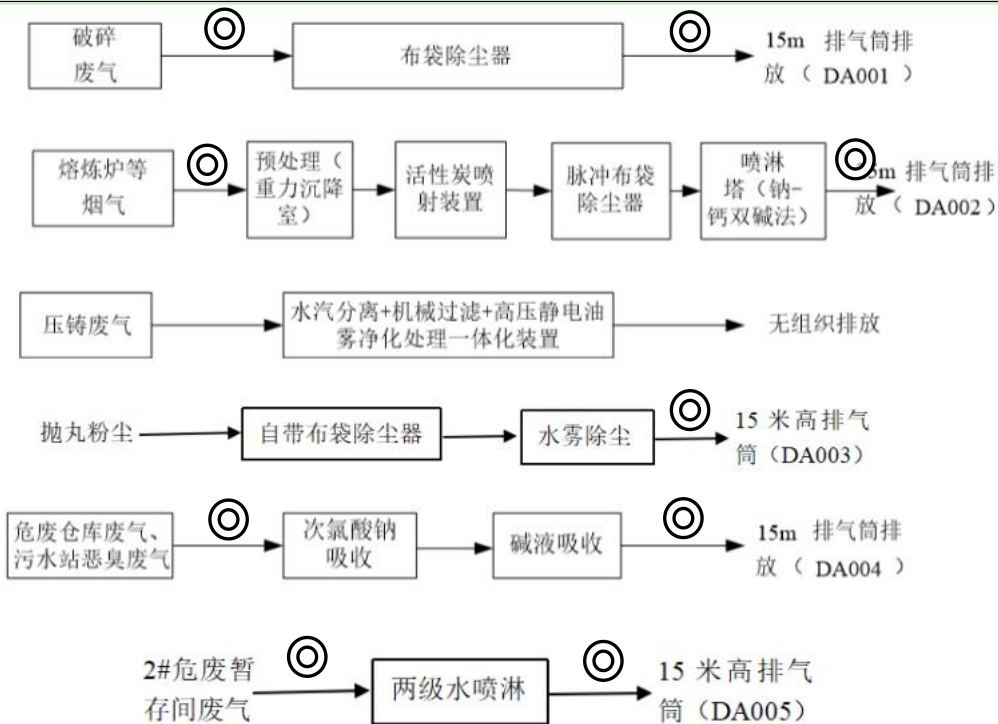 破碎
废气
布袋除尘器
15m 排气筒排
放（ DA001 ）
熔炼炉等
烟气
预处理（
重力沉降
室）
活性炭喷
射装置
脉冲布袋
除尘器
喷淋
塔（钠-
钙双碱法）
5m 排气筒排
放（ DA002）
压铸废气
水汽分离+机械过滤+高压静电油
雾净化处理一体化装置
无组织排放
抛丸粉尘
自带布袋除尘器
水雾除尘
15 米高排气
筒（DA003）
危废仓库废气、
污水站恶臭废气
次氯酸钠
吸收
碱液吸收
15m 排气筒排
放（ DA004 ）
2#危废暂
存间废气
两级水喷淋
15 米高排气
筒（DA005）